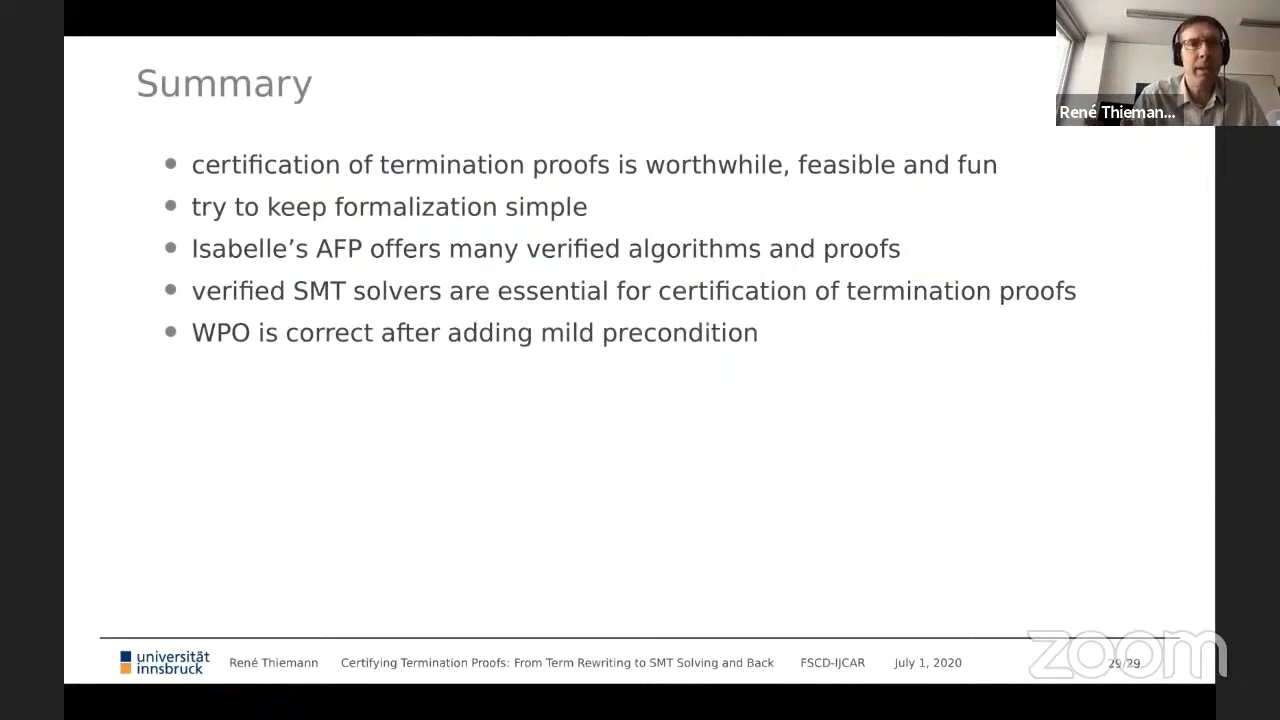 Summary
René Thieman...
certification of termination proofs is worthwhile, feasible and fun
try to keep formalization simple
Isabelle's AFP offers many verified algorithms and proofs
verified SMT solvers are essential for certification of termination proofs
WPO is correct after adding mild precondition
universität
innsbruck
René Thiemann Certifying Termination Proofs: From Term Rewriting to SMT Solving and Back FSCD-IJCAR July 1, 2020 29/29
zoom